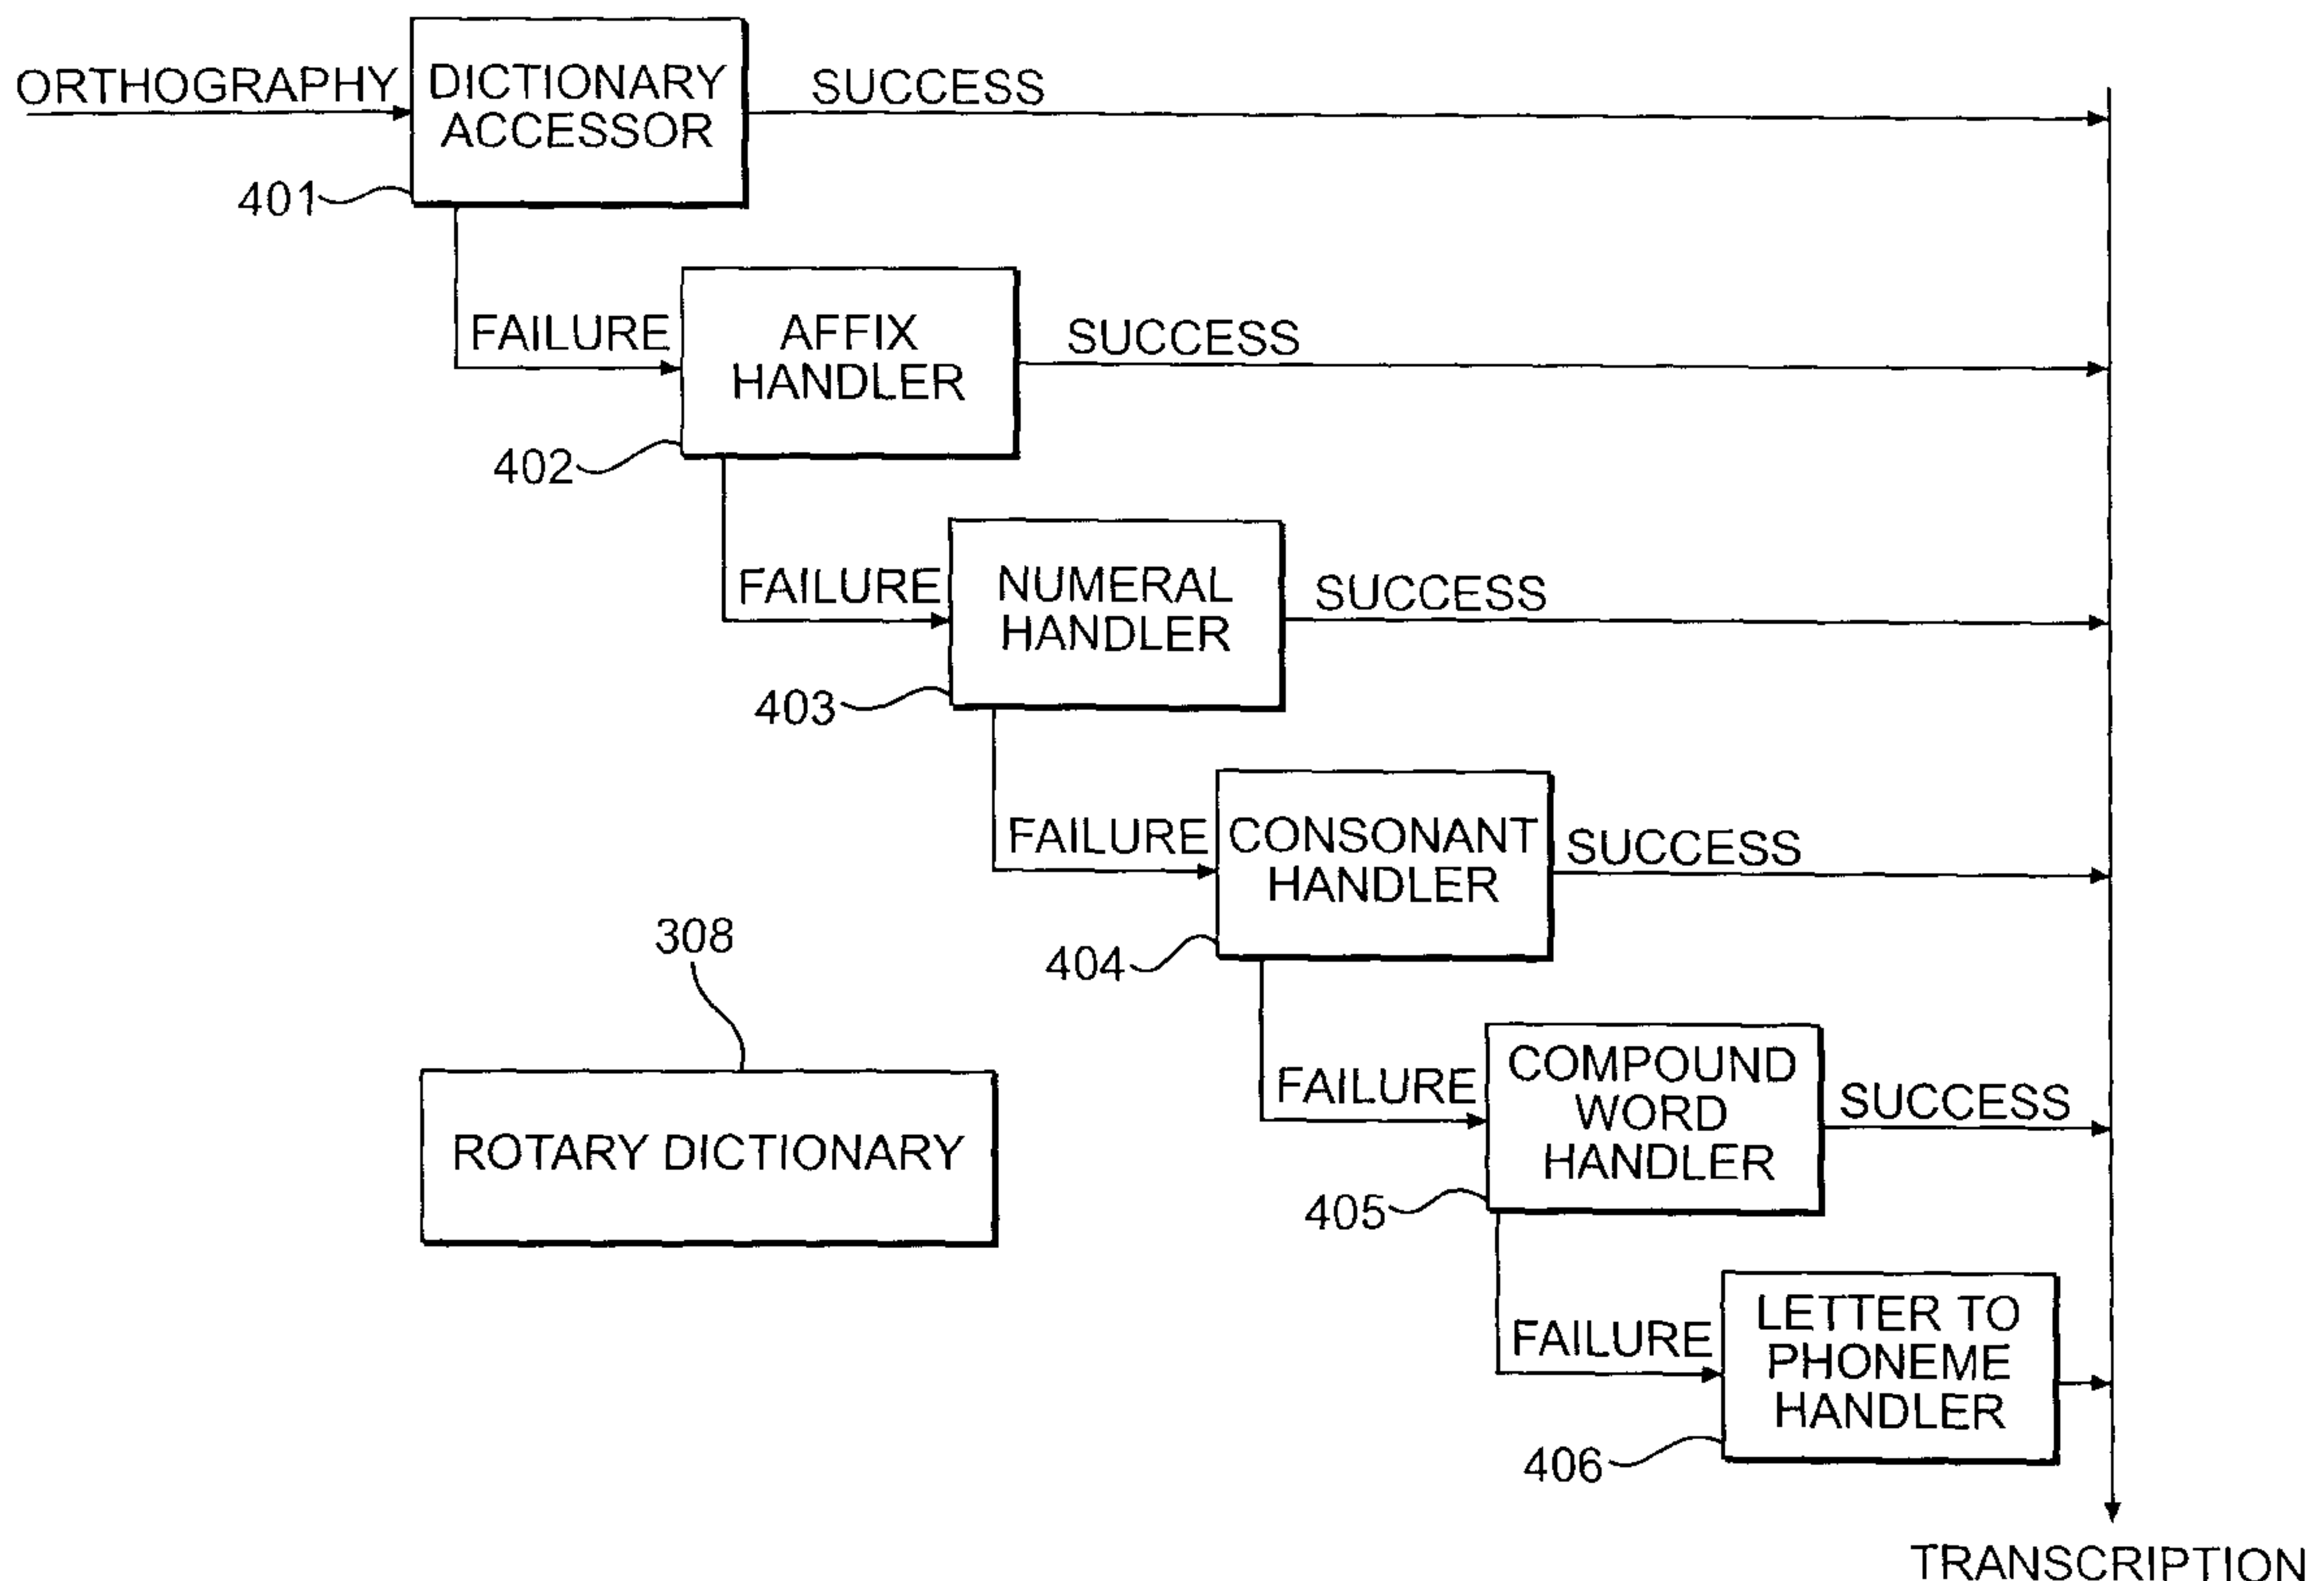 ORTHOGRAPHY
DICTIONARY
ACCESSOR
SUCCESS
401
FAILURE
AFFIX
HANDLER
SUCCESS
402
FAILURE
NUMERAL
HANDLER
SUCCESS
403
FAILURE
CONSONANT
HANDLER
SUCCESS
404
308
ROTARY DICTIONARY
FAILURE
COMPOUND
WORD
HANDLER
SUCCESS
405
FAILURE
LETTER TO
PHONEME
HANDLER
406
TRANSCRIPTION